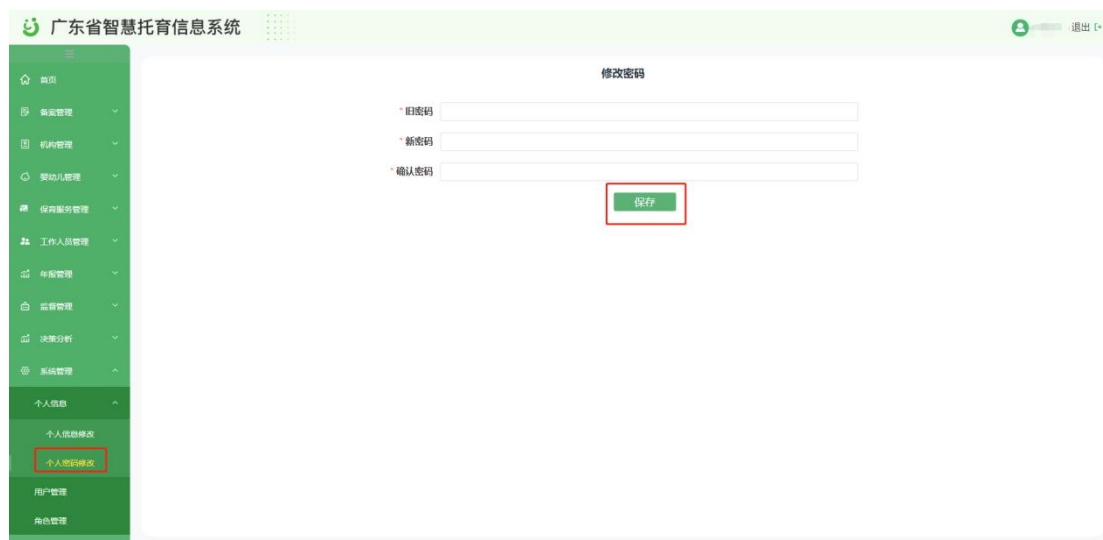 广东省智慧托育信息系统
退出
首页
备案管理
机构管理
婴幼儿管理
保育服务管理
工作人员管理
年报管理
监督管理
决策分析
系统管理
个人信息
个人信息修改
个人密码修改
用户管理
角色管理
修改密码
*旧密码
*新密码
*确认密码
保存